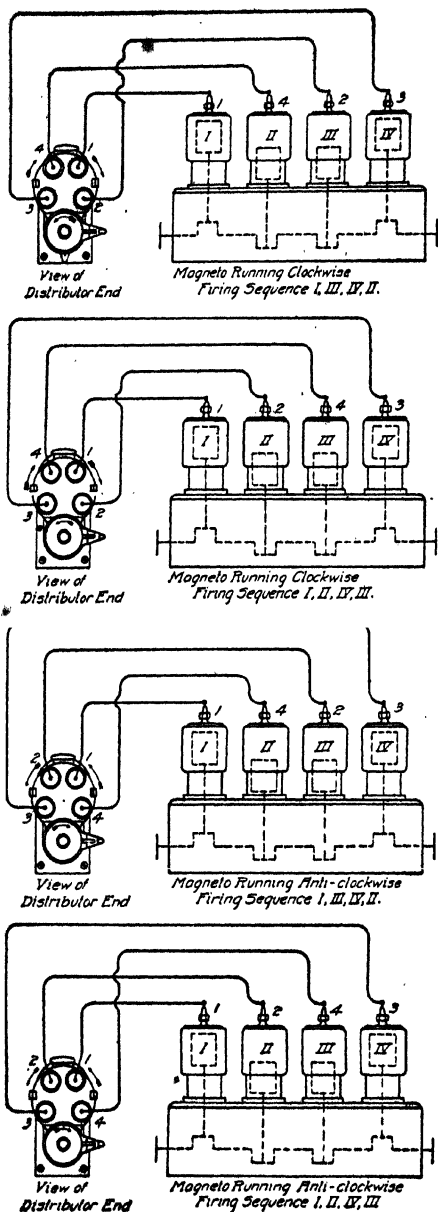 1 4 2 3
I II III IV
4 1
3 2
View of Distributor End
Magneto Running Clockwise
Firing Sequence I, III, IV, II.
1 2 4 3
I II III IV
4 1
3 2
View of Distributor End
Magneto Running Clockwise
Firing Sequence I, II, IV, III.
1 4 2 3
I II III IV
2 1
3 4
View of Distributor End
Magneto Running Anti-clockwise
Firing Sequence I, III, IV, II.
1 2 4 3
I II III IV
2 1
3 4
View of Distributor End
Magneto Running Anti-clockwise
Firing Sequence I, II, IV, III